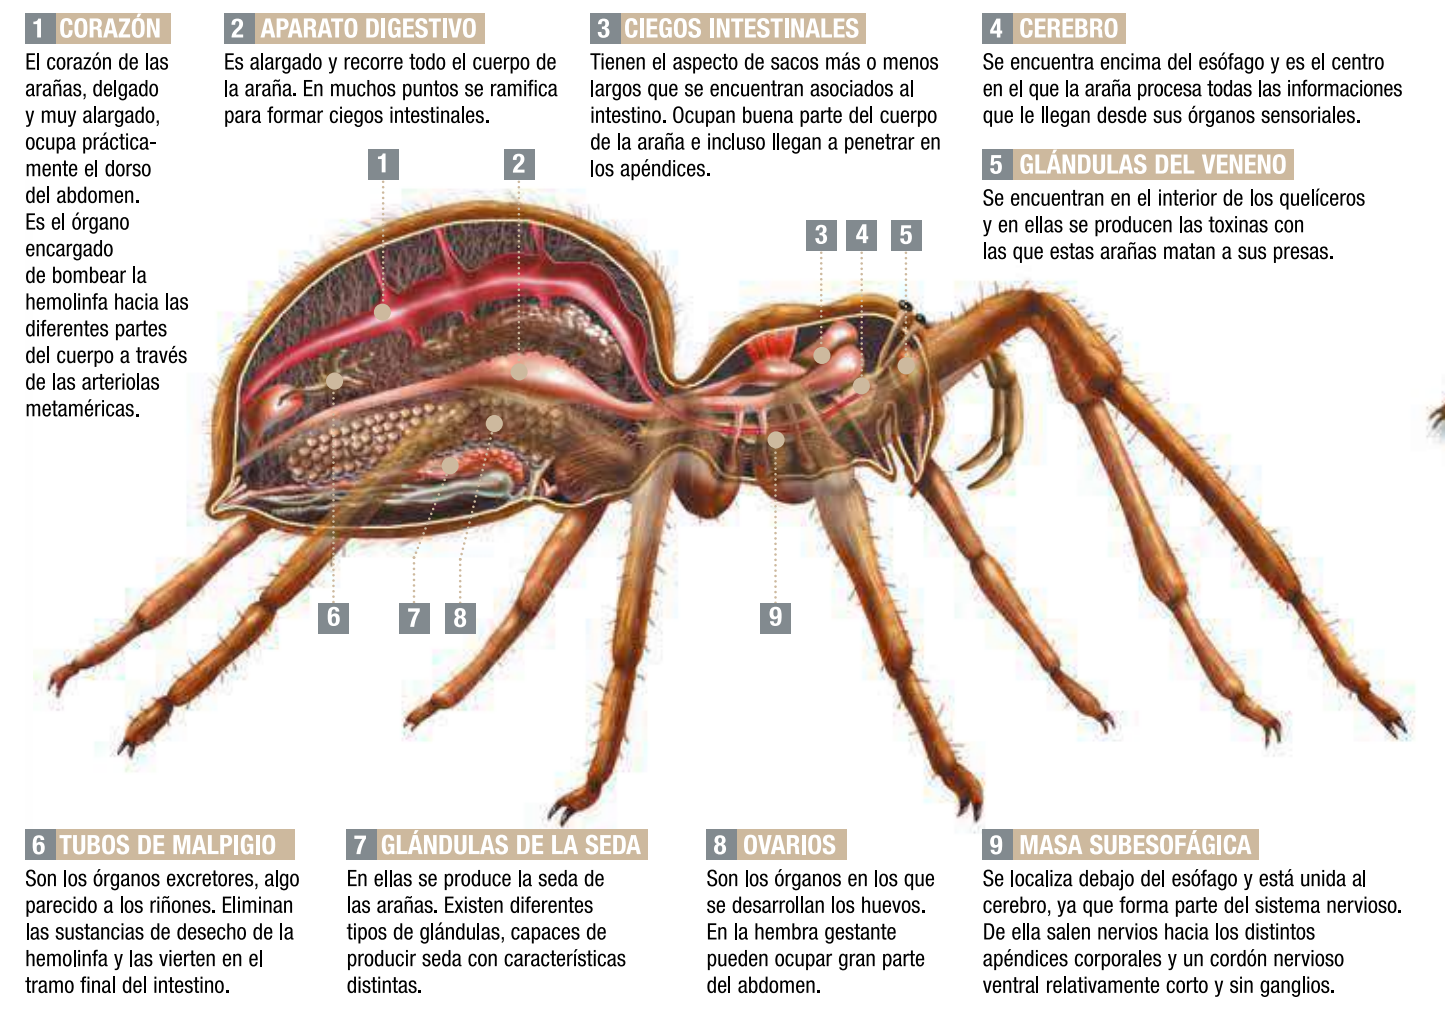 1 CORAZÓN
El corazón de las
arañas, delgado
y muy alargado,
ocupa práctica-
mente el dorso
del abdomen.
Es el órgano
encargado
de bombear la
hemolinfa hacia las
diferentes partes
del cuerpo a través
de las arteriolas
metaméricas.
2 APARATO DIGESTIVO
Es alargado y recorre todo el cuerpo de
la araña. En muchos puntos se ramifica
para formar ciegos intestinales.
3 CIEGOS INTESTINALES
Tienen el aspecto de sacos más o menos
largos que se encuentran asociados al
intestino. Ocupan buena parte del cuerpo
de la araña e incluso llegan a penetrar en
los apéndices.
4 CEREBRO
Se encuentra encima del esófago y es el centro
en el que la araña procesa todas las informaciones
que le llegan desde sus órganos sensoriales.
5 GLÁNDULAS DEL VENENO
Se encuentran en el interior de los quelíceros
y en ellas se producen las toxinas con
las que estas arañas matan a sus presas.
1
2
3
4
5
6
7
8
9
6 TUBOS DE MALPIGIO
Son los órganos excretores, algo
parecido a los riñones. Eliminan
las sustancias de desecho de la
hemolinfa y las vierten en el
tramo final del intestino.
7 GLÁNDULAS DE LA SEDA
En ellas se produce la seda de
las arañas. Existen diferentes
tipos de glándulas, capaces de
producir seda con características
distintas.
8 OVARIOS
Son los órganos en los que
se desarrollan los huevos.
En la hembra gestante
pueden ocupar gran parte
del abdomen.
9 MASA SUBESOFÁGICA
Se localiza debajo del esófago y está unida al
cerebro, ya que forma parte del sistema nervioso.
De ella salen nervios hacia los distintos
apéndices corporales y un cordón nervioso
ventral relativamente corto y sin ganglios.